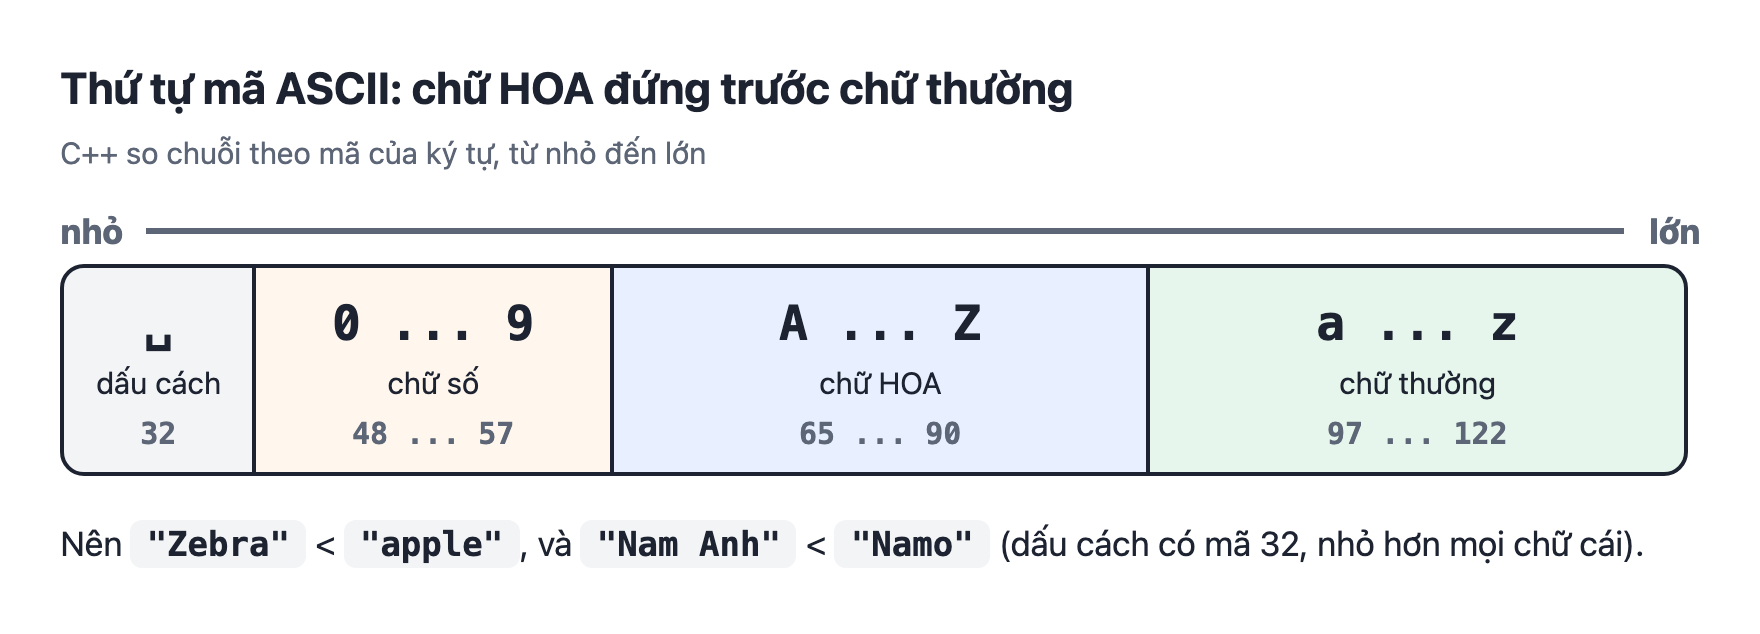 Thứ tự mã ASCII: chữ HOA đứng trước chữ thường
C++ so chuỗi theo mã của ký tự, từ nhỏ đến lớn
nhỏ lớn
␣ 0 ... 9 A ... Z a ... z
dấu cách chữ số chữ HOA chữ thường
32 48 ... 57 65 ... 90 97 ... 122
Nên "Zebra" < "apple", và "Nam Anh" < "Namo" (dấu cách có mã 32, nhỏ hơn mọi chữ cái).